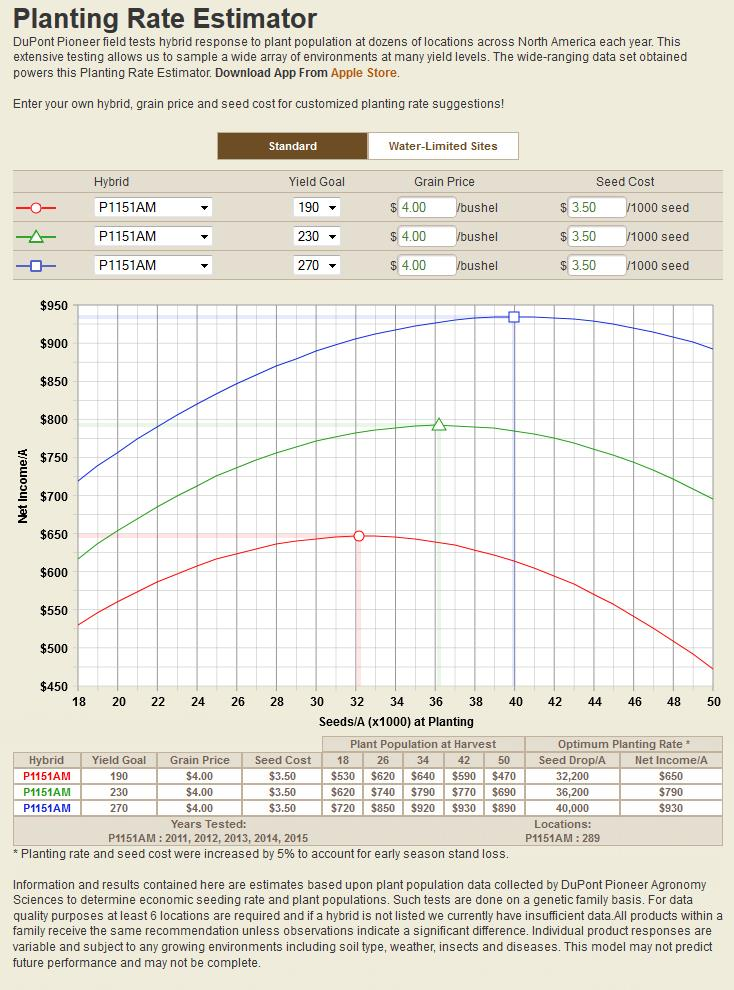 Planting Rate Estimator
DuPont Pioneer field tests hybrid response to plant population at dozens of locations across North America each year. This
extensive testing allows us to sample a wide array of environments at many yield levels. The wide-ranging data set obtained
powers this Planting Rate Estimator. Download App From Apple Store.
Enter your own hybrid, grain price and seed cost for customized planting rate suggestions!
Standard Water-Limited Sites
Hybrid Yield Goal Grain Price Seed Cost
P1151AM 190 $ 4.00 /bushel $ 3.50 /1000 seed
P1151AM 230 $ 4.00 /bushel $ 3.50 /1000 seed
P1151AM 270 $ 4.00 /bushel $ 3.50 /1000 seed
$950
$900
$850
$800
$750
$700
$650
$600
$550
$500
$450
Net Income/A
18 20 22 24 26 28 30 32 34 36 38 40 42 44 46 48 50
Seeds/A (x1000) at Planting
Plant Population at Harvest Optimum Planting Rate *
Hybrid Yield Goal Grain Price Seed Cost 18 26 34 42 50 Seed Drop/A Net Income/A
P1151AM 190 $4.00 $3.50 $530 $620 $640 $590 $470 32,200 $650
P1151AM 230 $4.00 $3.50 $620 $740 $790 $770 $690 36,200 $790
P1151AM 270 $4.00 $3.50 $720 $850 $920 $930 $890 40,000 $930
Years Tested: Locations:
P1151AM : 2011, 2012, 2013, 2014, 2015 P1151AM : 289
* Planting rate and seed cost were increased by 5% to account for early season stand loss.
Information and results contained here are estimates based upon plant population data collected by DuPont Pioneer Agronomy
Sciences to determine economic seeding rate and plant populations. Such tests are done on a genetic family basis. For data
quality purposes at least 6 locations are required and if a hybrid is not listed we currently have insufficient data.All products within a
family receive the same recommendation unless observations indicate a significant difference. Individual product responses are
variable and subject to any growing environments including soil type, weather, insects and diseases. This model may not predict
future performance and may not be complete.